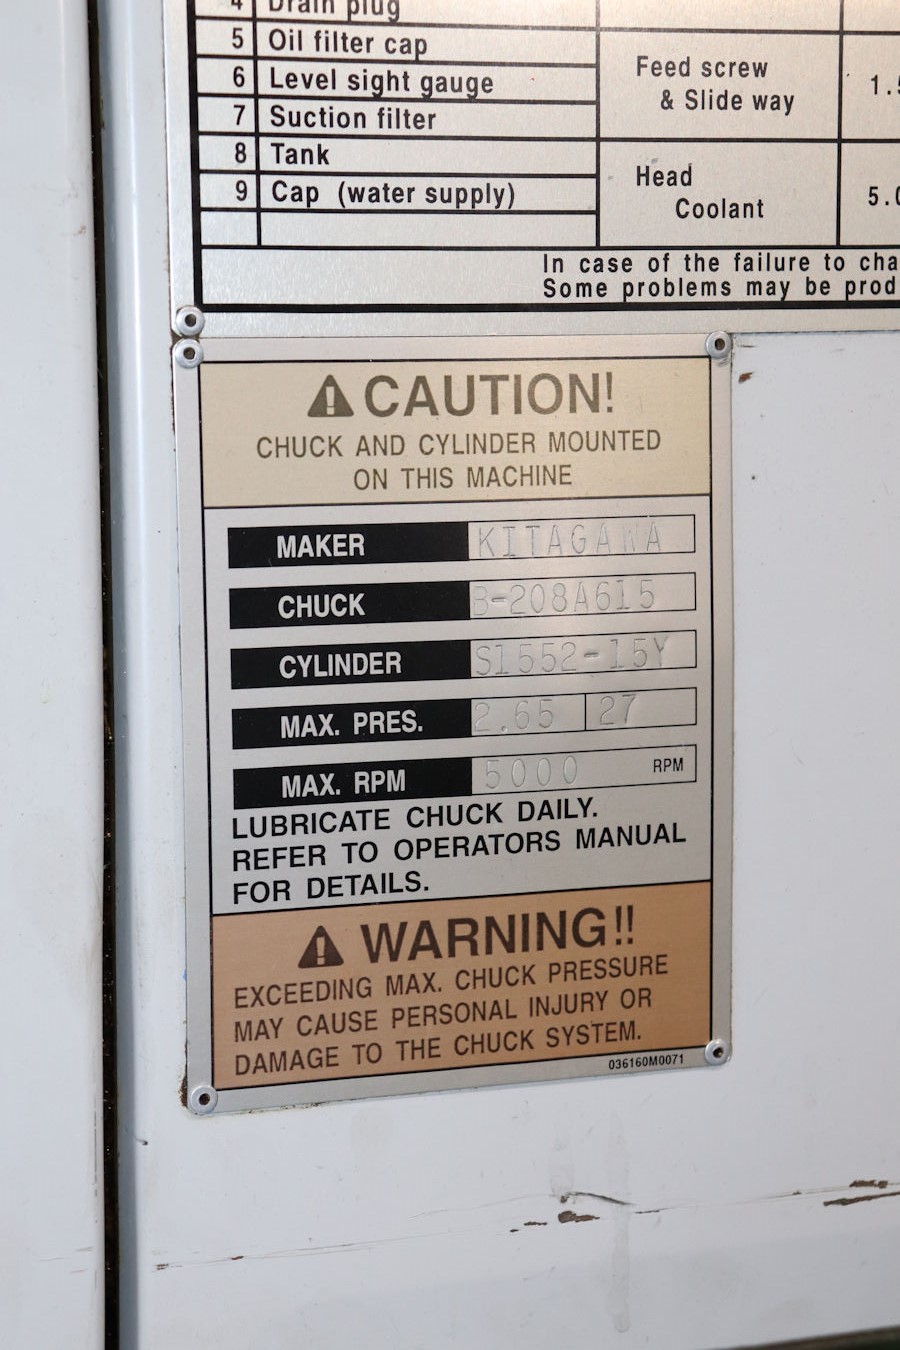 4 Drain plug
5 Oil filter cap
6 Level sight gauge
7 Suction filter
8 Tank
9 Cap (water supply)
Feed screw
& Slide way
1.5
Head
Coolant
5.0
In case of the failure to cha
Some problems may be prod
⚠ CAUTION!
CHUCK AND CYLINDER MOUNTED
ON THIS MACHINE
MAKER KITAGAWA
CHUCK B-208A615
CYLINDER S1552-15Y
MAX. PRES. 2.65 27
MAX. RPM 5000 RPM
LUBRICATE CHUCK DAILY.
REFER TO OPERATORS MANUAL
FOR DETAILS.
⚠ WARNING!!
EXCEEDING MAX. CHUCK PRESSURE
MAY CAUSE PERSONAL INJURY OR
DAMAGE TO THE CHUCK SYSTEM.
036160M0071